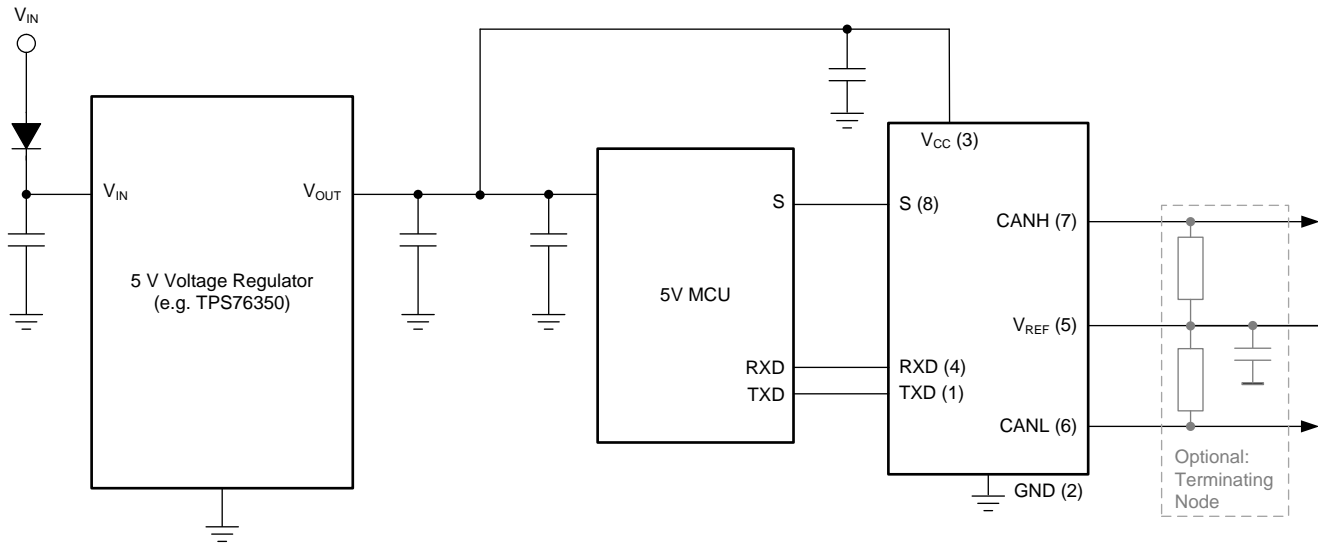 VIN
VIN
VOUT
5 V Voltage Regulator
(e.g. TPS76350)
S
5V MCU
RXD
TXD
VCC (3)
S (8)
CANH (7)
VREF (5)
RXD (4)
TXD (1)
CANL (6)
GND (2)
Optional:
Terminating
Node